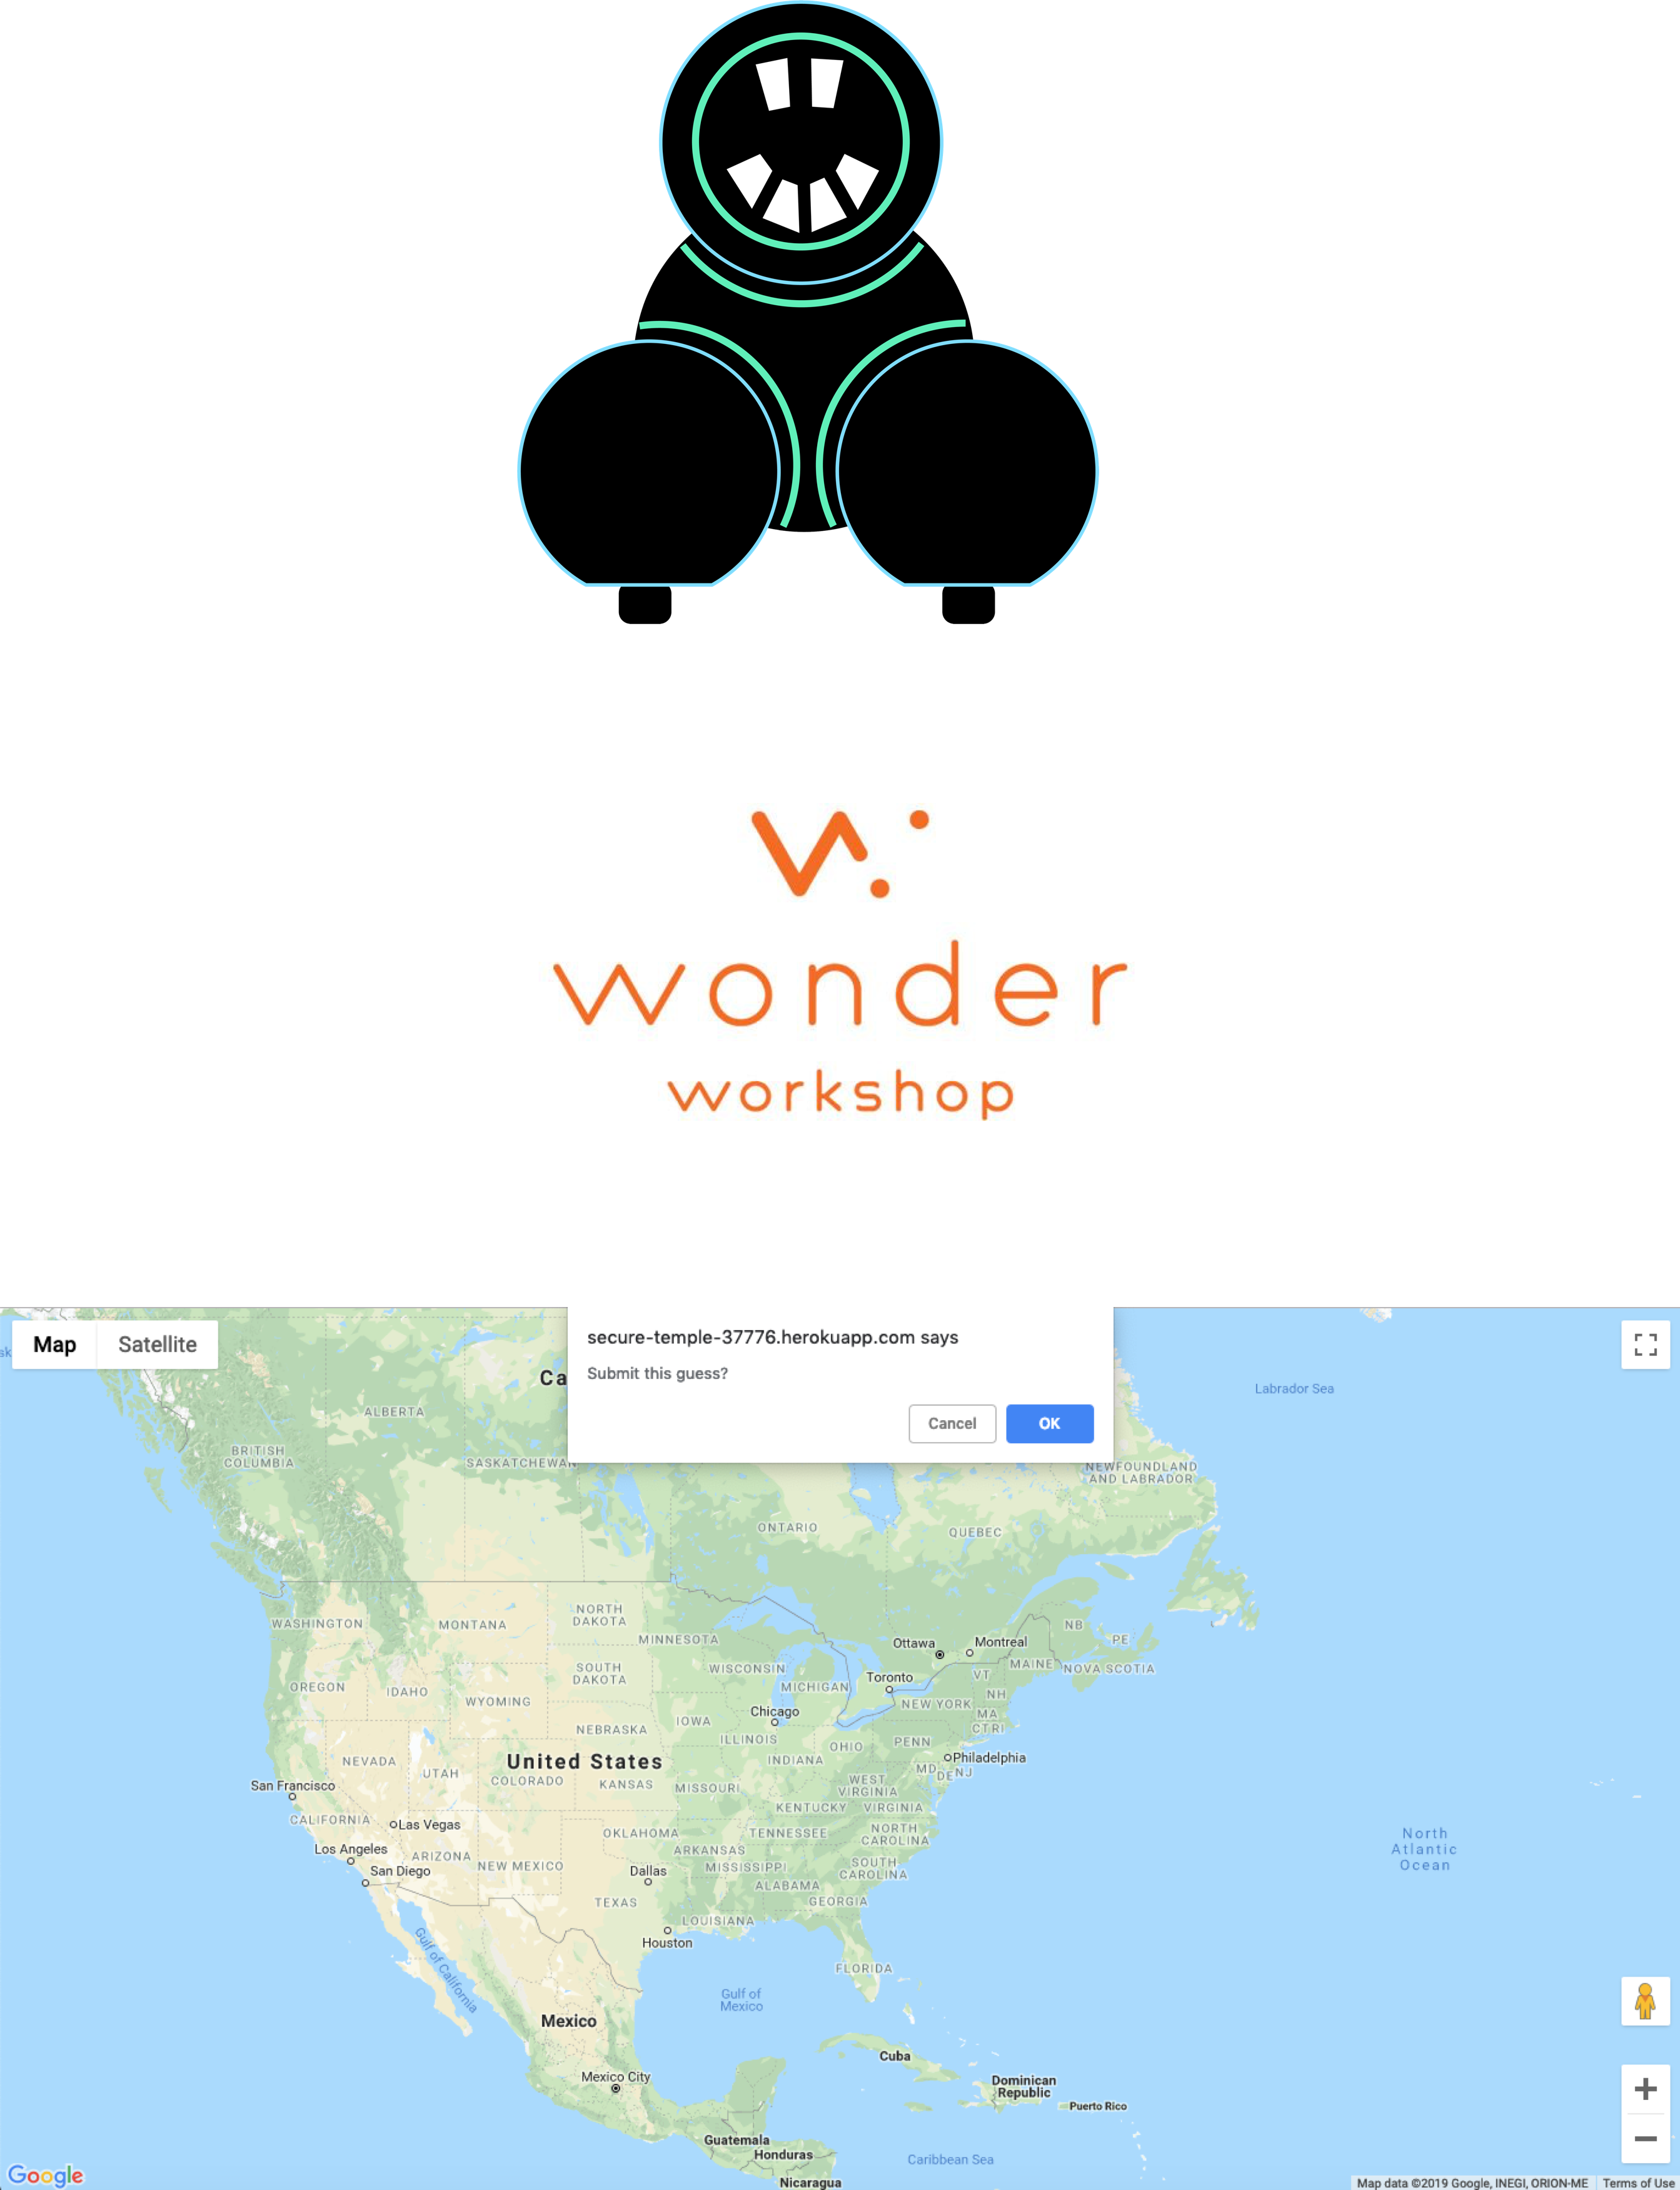 wonder
workshop
secure-temple-37776.herokuapp.com says
Submit this guess?
Cancel
OK
Map
Satellite
Ca
Labrador Sea
ALBERTA
BRITISH
COLUMBIA
SASKATCHEWAN
NEWFOUNDLAND
AND LABRADOR
ONTARIO
QUEBEC
WASHINGTON
MONTANA
NORTH
DAKOTA
MINNESOTA
NB
PE
Ottawa
Montreal
MAINE
NOVA SCOTIA
OREGON
IDAHO
SOUTH
DAKOTA
WISCONSIN
MICHIGAN
Toronto
VT
NH
WYOMING
NEW YORK
MA
CT RI
Chicago
IOWA
NEBRASKA
ILLINOIS
INDIANA
OHIO
PENN
Philadelphia
NEVADA
UTAH
United States
COLORADO
KANSAS
MISSOURI
WEST
VIRGINIA
MD
DE
NJ
San Francisco
CALIFORNIA
KENTUCKY
VIRGINIA
Las Vegas
OKLAHOMA
TENNESSEE
NORTH
CAROLINA
Los Angeles
ARIZONA
NEW MEXICO
ARKANSAS
MISSISSIPPI
SOUTH
CAROLINA
San Diego
Dallas
ALABAMA
TEXAS
GEORGIA
LOUISIANA
Houston
FLORIDA
North
Atlantic
Ocean
Gulf of California
Gulf of
Mexico
Mexico
Mexico City
Cuba
Dominican
Republic
Puerto Rico
Guatemala
Honduras
Nicaragua
Caribbean Sea
Google
Map data ©2019 Google, INEGI, ORION-ME
Terms of Use